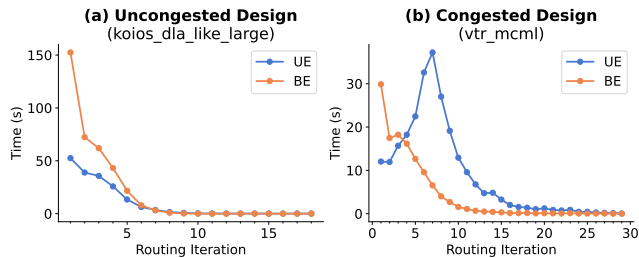 (a) Uncongested Design
(koios_dla_like_large)
150
100
50
0
Time (s)
UE
BE
5
10
15
Routing Iteration
(b) Congested Design
(vtr_mcml)
30
20
10
0
Time (s)
UE
BE
0
5
10
15
20
25
30
Routing Iteration